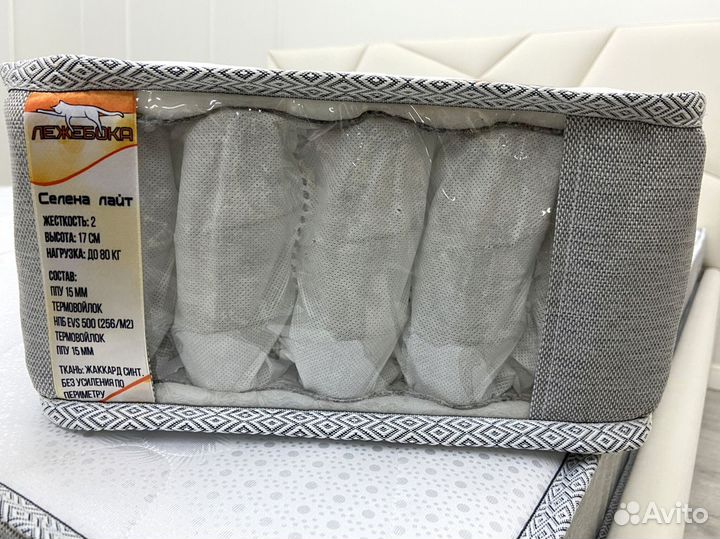 ЛЕЖЕБОКА
Селена лайт
ЖЕСТКОСТЬ: 2
ВЫСОТА: 17 СМ
НАГРУЗКА: ДО 80 КГ
СОСТАВ:
ППУ 15 ММ
ТЕРМОВОЙЛОК
НПБ EVS 500 (256/М2)
ТЕРМОВОЙЛОК
ППУ 15 ММ
ТКАНЬ: ЖАККАРД СИНТ.
БЕЗ УСИЛЕНИЯ ПО
ПЕРИМЕТРУ
Avito